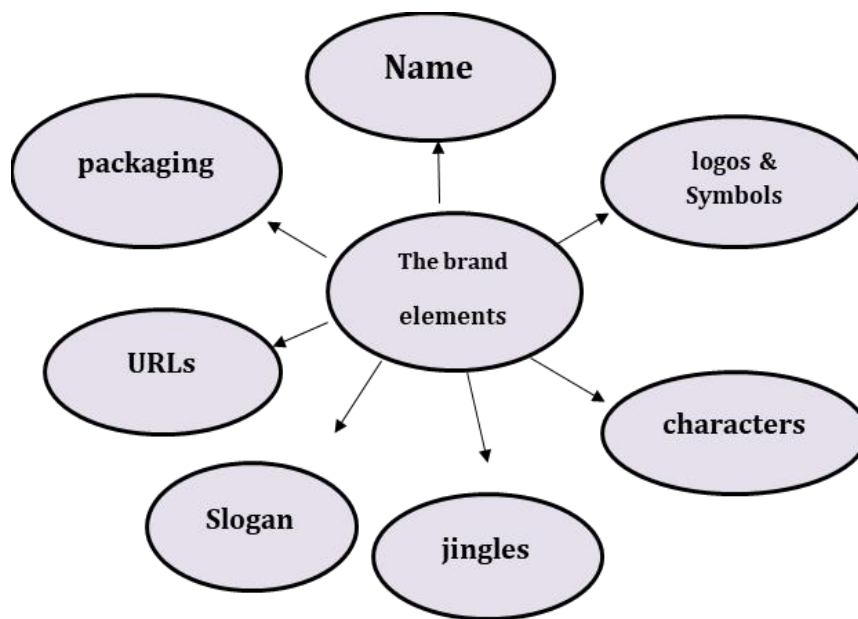 Name
packaging
logos &
Symbols
The brand
elements
URLs
characters
Slogan
jingles